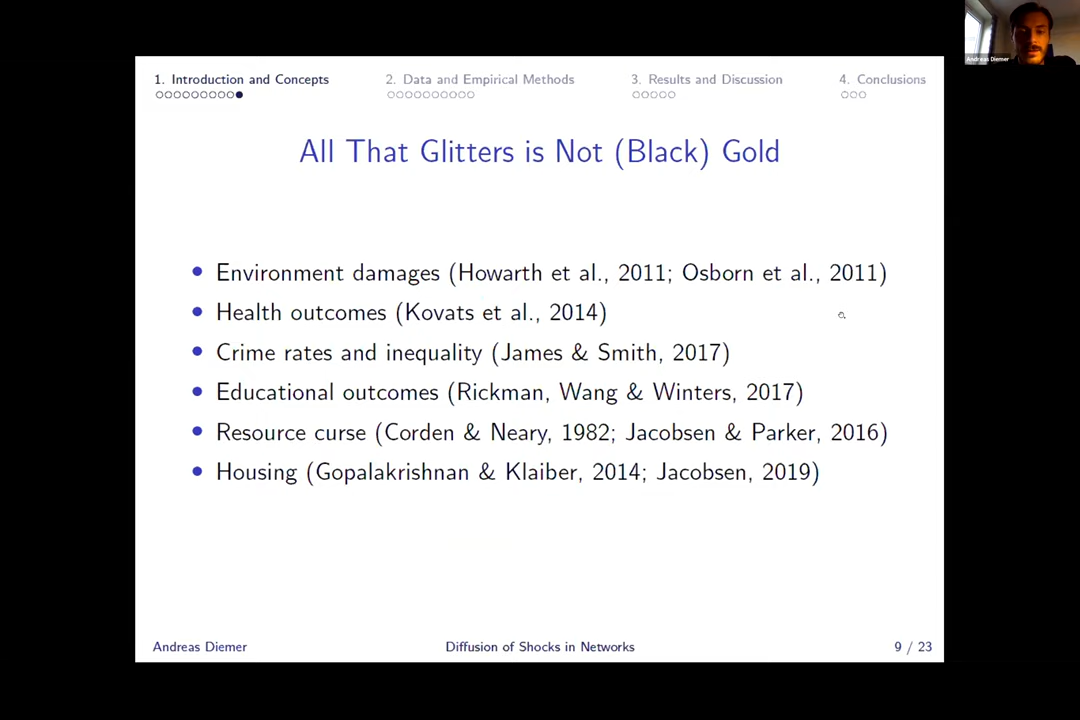 1. Introduction and Concepts
2. Data and Empirical Methods
3. Results and Discussion
4. Conclusions
Andreas Diemer
All That Glitters is Not (Black) Gold
Environment damages (Howarth et al., 2011; Osborn et al., 2011)
Health outcomes (Kovats et al., 2014)
Crime rates and inequality (James & Smith, 2017)
Educational outcomes (Rickman, Wang & Winters, 2017)
Resource curse (Corden & Neary, 1982; Jacobsen & Parker, 2016)
Housing (Gopalakrishnan & Klaiber, 2014; Jacobsen, 2019)
Andreas Diemer
Diffusion of Shocks in Networks
9 / 23